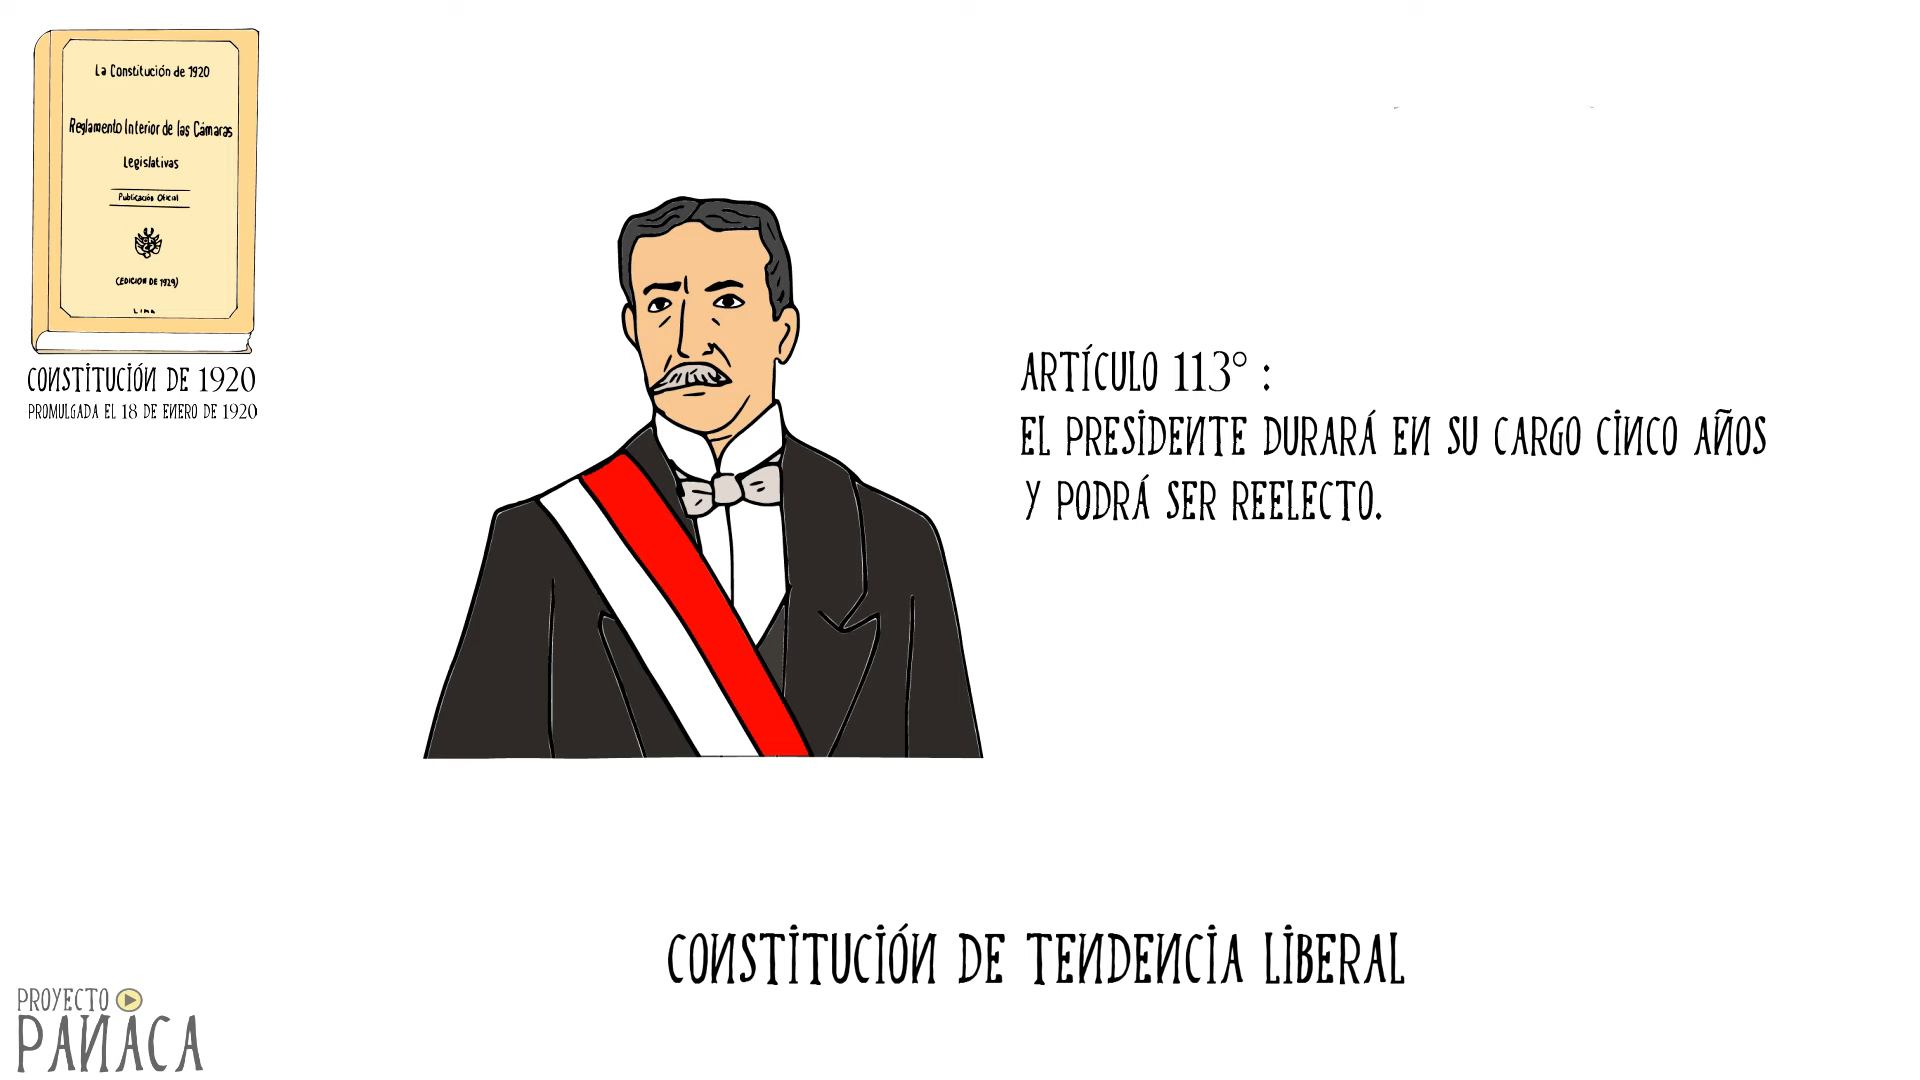 La Constitución de 1920
Reglamento Interior de las Cámaras
Legislativas
Publicación Oficial
(EDICION DE 1929)
LIMA
CONSTITUCIÓN DE 1920
PROMULGADA EL 18 DE ENERO DE 1920
ARTÍCULO 113° :
EL PRESIDENTE DURARÁ EN SU CARGO CINCO AÑOS
Y PODRÁ SER REELECTO.
CONSTITUCIÓN DE TENDENCIA LIBERAL
PROYECTO
PANACA